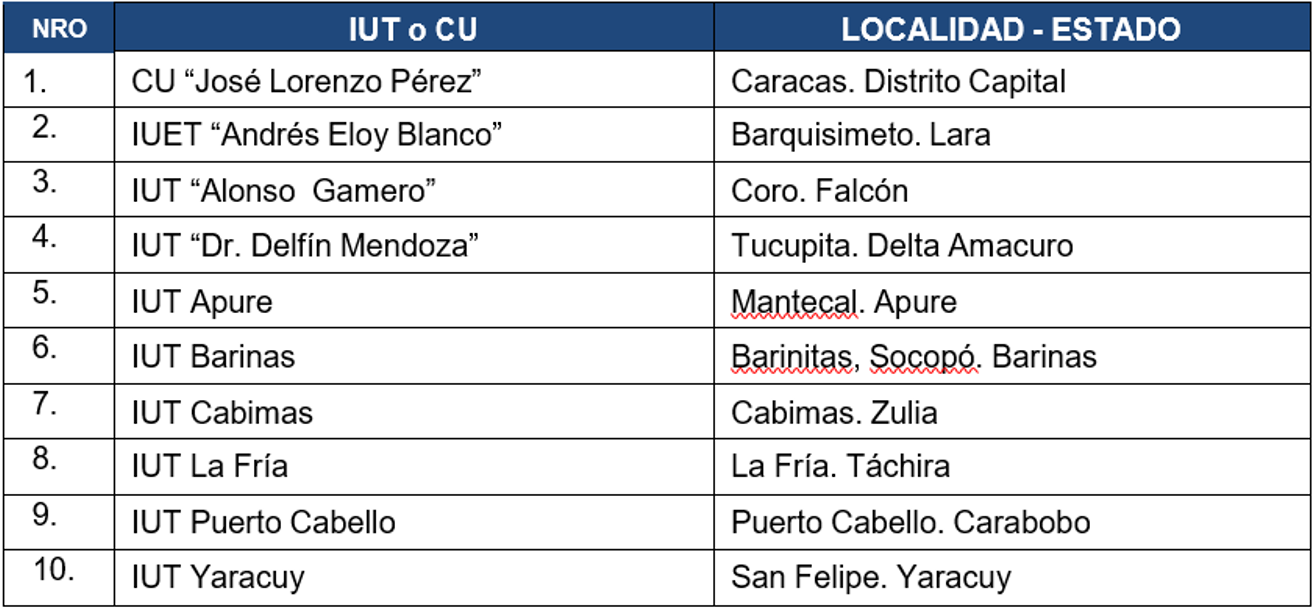 NRO IUT o CU LOCALIDAD - ESTADO
1. CU “José Lorenzo Pérez” Caracas. Distrito Capital
2. IUET “Andrés Eloy Blanco” Barquisimeto. Lara
3. IUT “Alonso  Gamero” Coro. Falcón
4. IUT “Dr. Delfín Mendoza” Tucupita. Delta Amacuro
5. IUT Apure Mantecal. Apure
6. IUT Barinas Barinitas, Socopó. Barinas
7. IUT Cabimas Cabimas. Zulia
8. IUT La Fría La Fría. Táchira
9. IUT Puerto Cabello Puerto Cabello. Carabobo
10. IUT Yaracuy San Felipe. Yaracuy